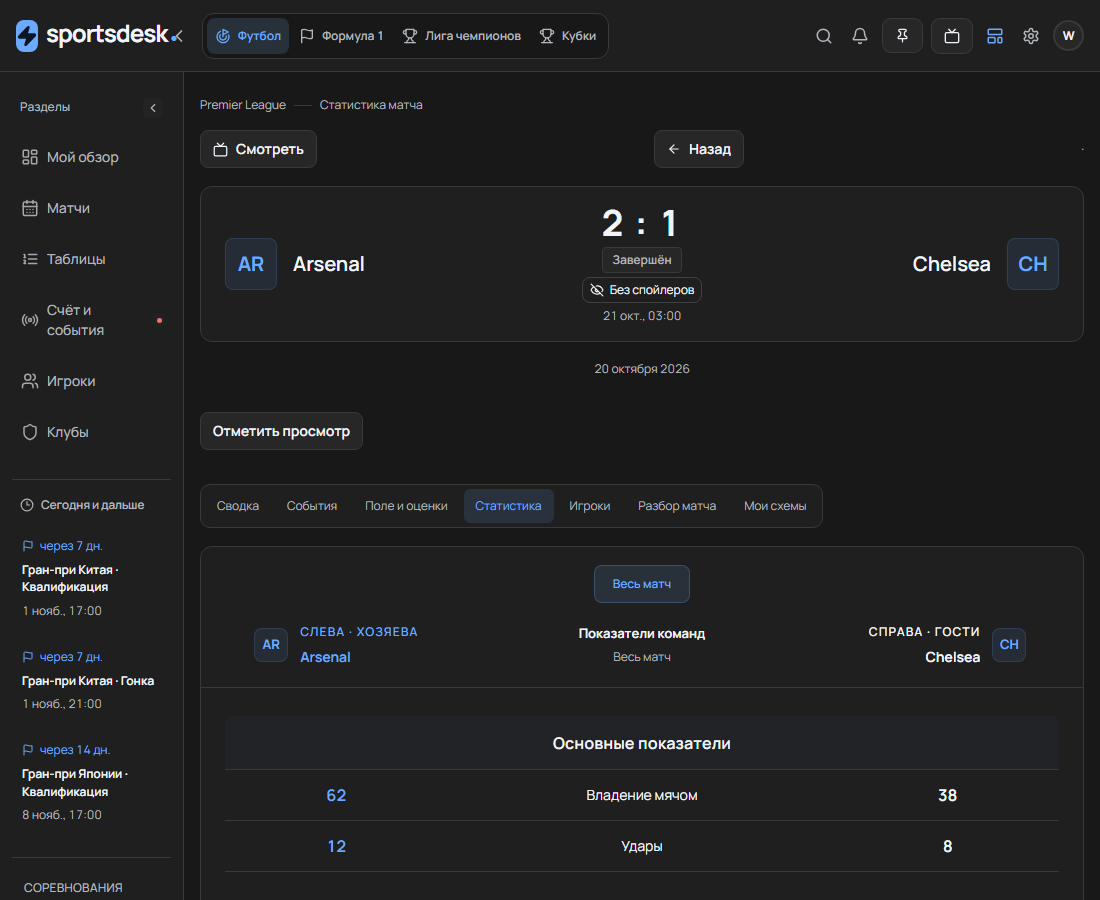 sportsdesk
Футбол
Формула 1
Лига чемпионов
Кубки
W
Разделы
Мой обзор
Матчи
Таблицы
Счёт и
события
Игроки
Клубы
Сегодня и дальше
через 7 дн.
Гран-при Китая ·
Квалификация
1 нояб., 17:00
через 7 дн.
Гран-при Китая · Гонка
1 нояб., 21:00
через 14 дн.
Гран-при Японии ·
Квалификация
8 нояб., 17:00
СОРЕВНОВАНИЯ
Premier League — Статистика матча
Смотреть
Назад
AR
Arsenal
2 : 1
Завершён
Без спойлеров
21 окт., 03:00
Chelsea
CH
20 октября 2026
Отметить просмотр
Сводка
События
Поле и оценки
Статистика
Игроки
Разбор матча
Мои схемы
Весь матч
AR
СЛЕВА · ХОЗЯЕВА
Arsenal
Показатели команд
Весь матч
СПРАВА · ГОСТИ
Chelsea
CH
Основные показатели
62 Владение мячом 38
12 Удары 8